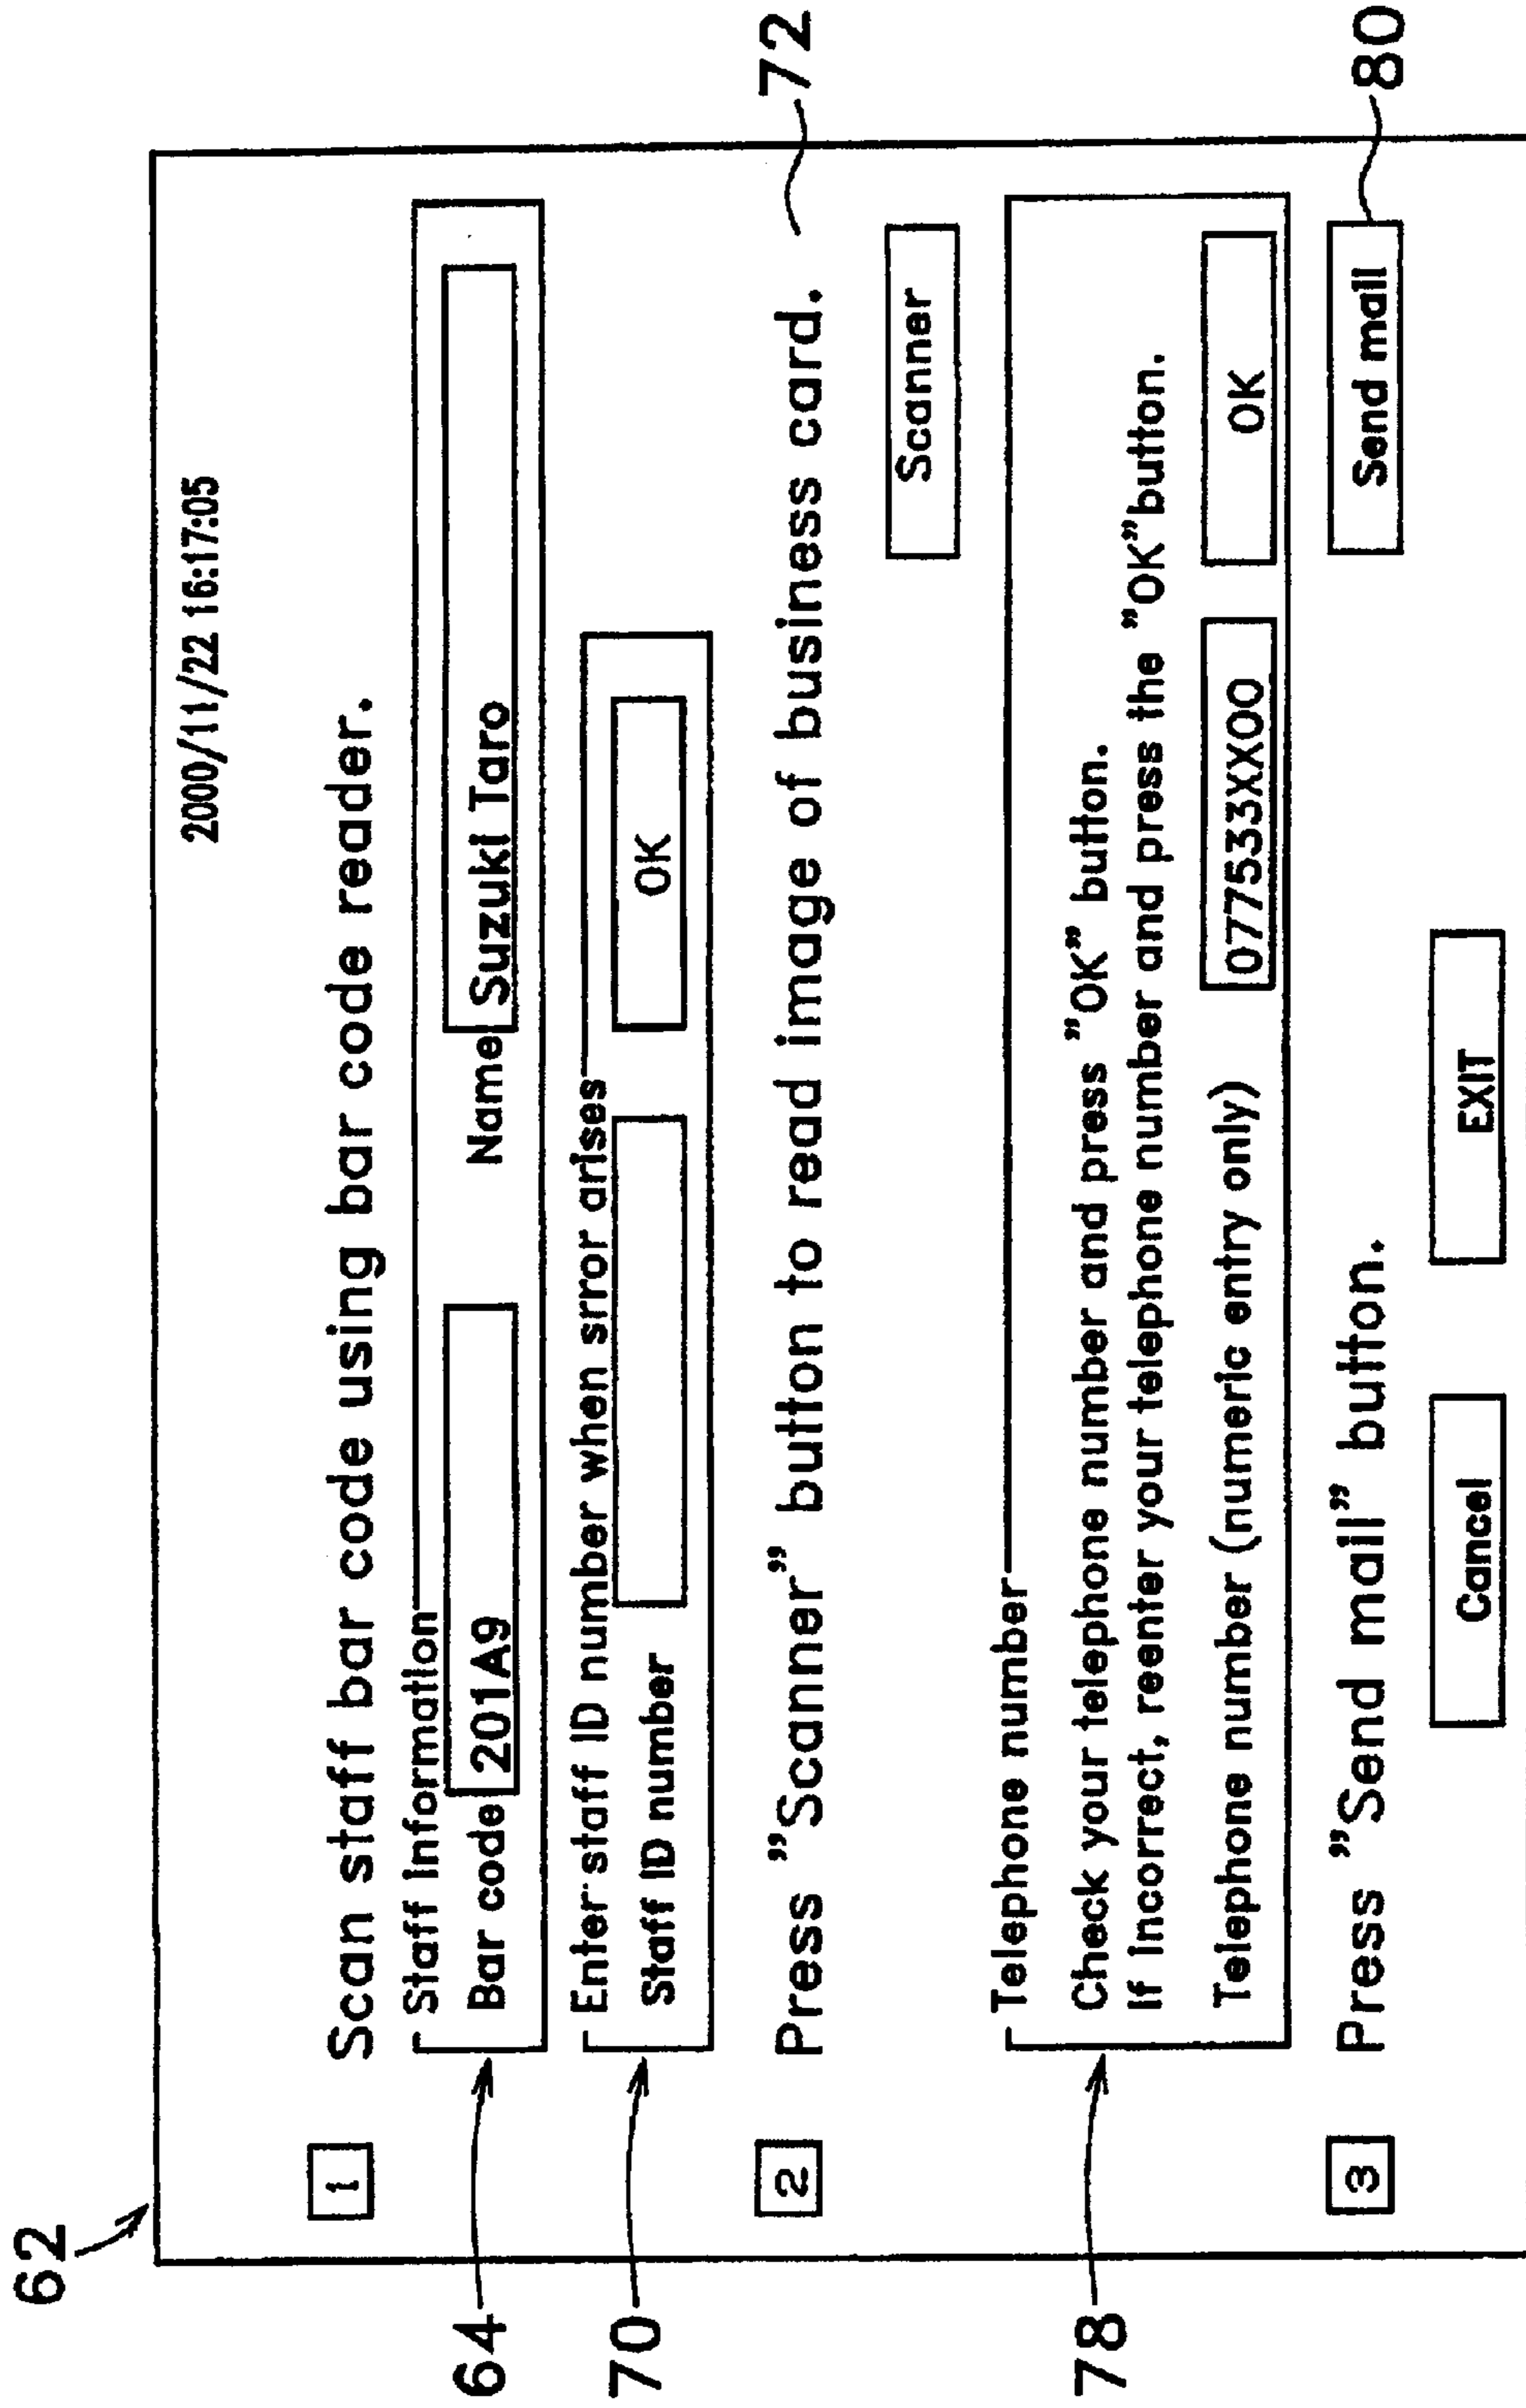 62
2000/11/22 16:17:05
1 Scan staff bar code using bar code reader.
Staff Information
64 Bar code 201A9 Name Suzuki Taro
Enter staff ID number when srror arises
70 Staff ID number OK
2 Press ”Scanner” button to read image of business card. 72
Scanner
Telephone number
78 Check your telephone number and press ”OK” button.
If incorrect, reenter your telephone number and press the ”OK”button.
Telephone number (numeric entry only) 077533XX00 OK
3 Press ”Send mail” button. Send mail 80
Cancel EXIT